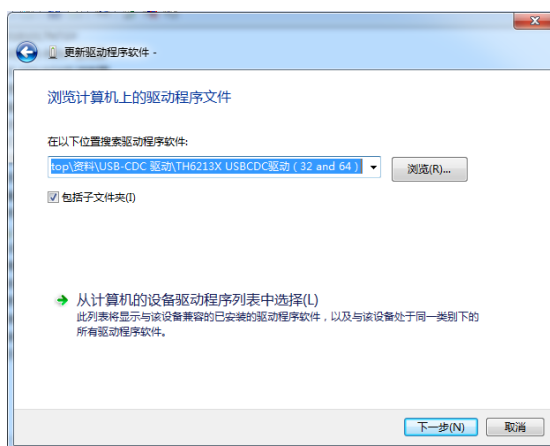 更新驱动程序软件 -
浏览计算机上的驱动程序文件
在以下位置搜索驱动程序软件:
top\资料\USB-CDC 驱动\TH6213X USBCDC驱动（32 and 64）
浏览(R)...
包括子文件夹(I)
从计算机的设备驱动程序列表中选择(L)
此列表将显示与该设备兼容的已安装的驱动程序软件，以及与该设备处于同一类别下的
所有驱动程序软件。
下一步(N)
取消